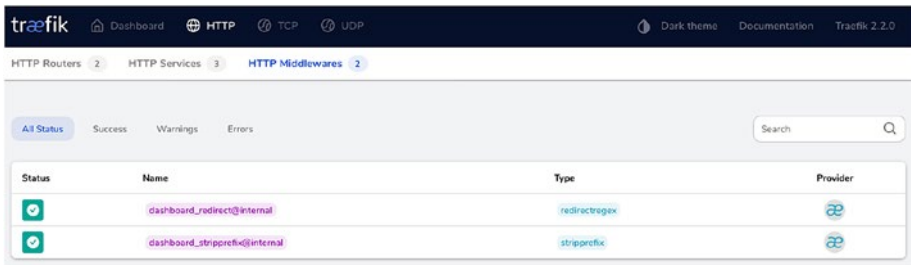 træfik Dashboard HTTP TCP UDP Dark theme Documentation Traefik 2.2.0
HTTP Routers 2 HTTP Services 3 HTTP Middlewares 2
All Status Success Warnings Errors Search
Status Name Type Provider
dashboard_redirect@internal redirectregex æ
dashboard_stripprefix@internal stripprefix æ